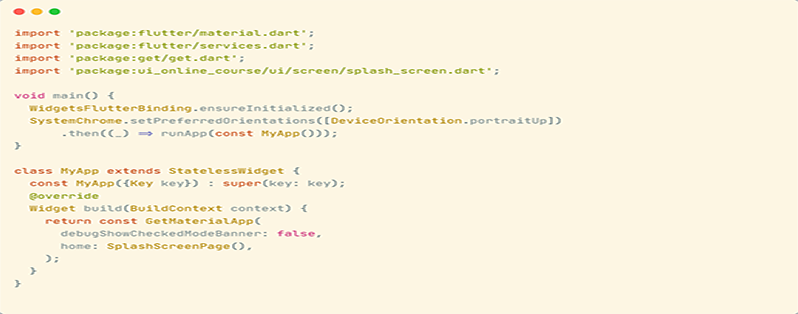 import 'package:flutter/material.dart';
import 'package:flutter/services.dart';
import 'package:get/get.dart';
import 'package:ui_online_course/ui/screen/splash_screen.dart';

void main() {
  WidgetsFlutterBinding.ensureInitialized();
  SystemChrome.setPreferredOrientations([DeviceOrientation.portraitUp])
      .then((_) => runApp(const MyApp()));
}

class MyApp extends StatelessWidget {
  const MyApp({Key key}) : super(key: key);
  @override
  Widget build(BuildContext context) {
    return const GetMaterialApp(
      debugShowCheckedModeBanner: false,
      home: SplashScreenPage(),
    );
  }
}